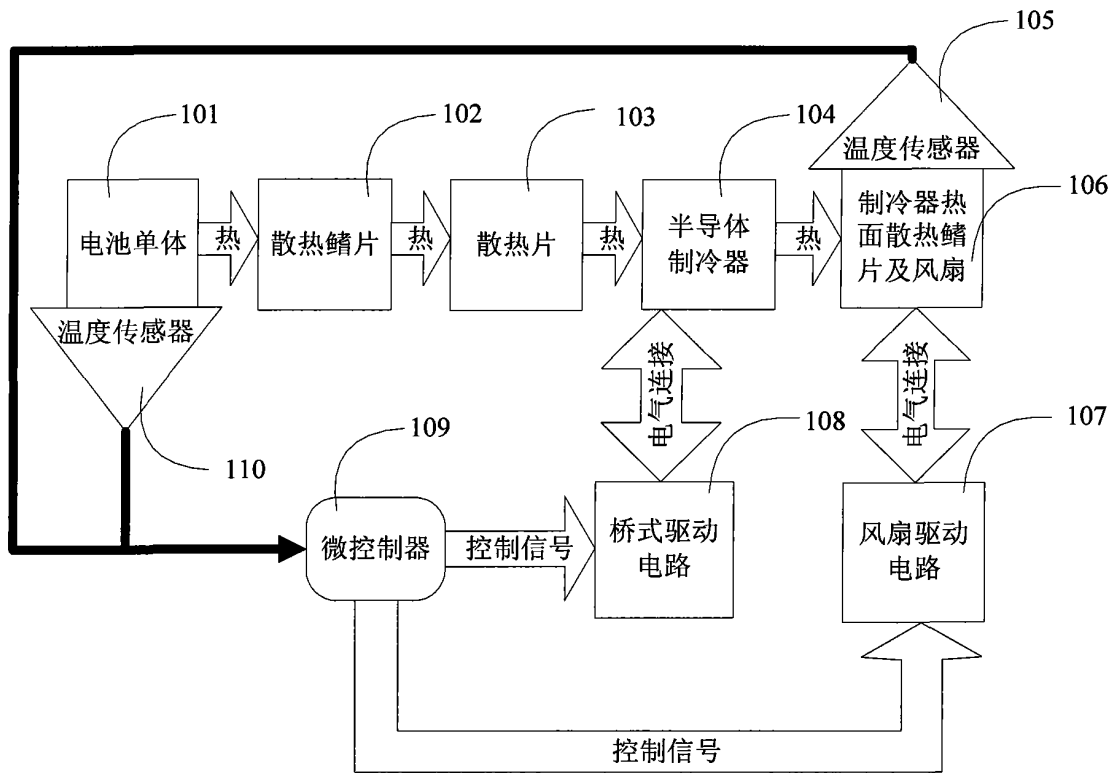 105
101
102
103
104
温度传感器
106
电池单体
热
散热鳍片
热
散热片
热
半导体
制冷器
热
制冷器热
面散热鳍
片及风扇
温度传感器
电气连接
电气连接
110
109
108
107
微控制器
控制信号
桥式驱动
电路
风扇驱动
电路
控制信号